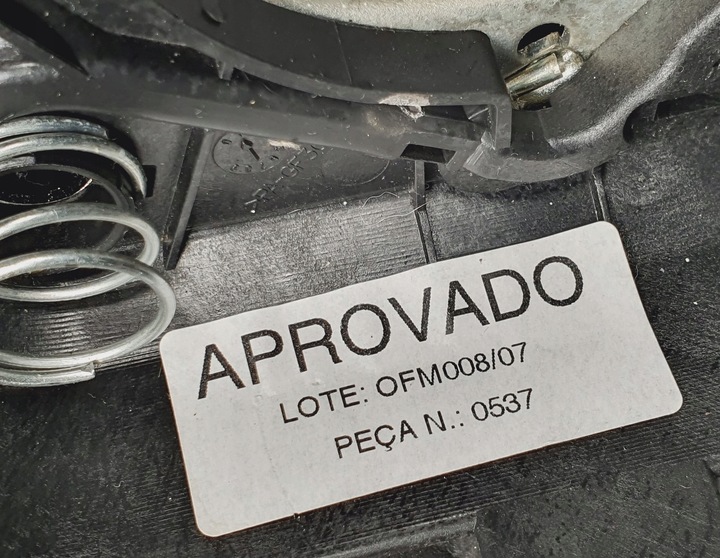 APROVADO
LOTE: OFM008/07
PEÇA N.: 0537